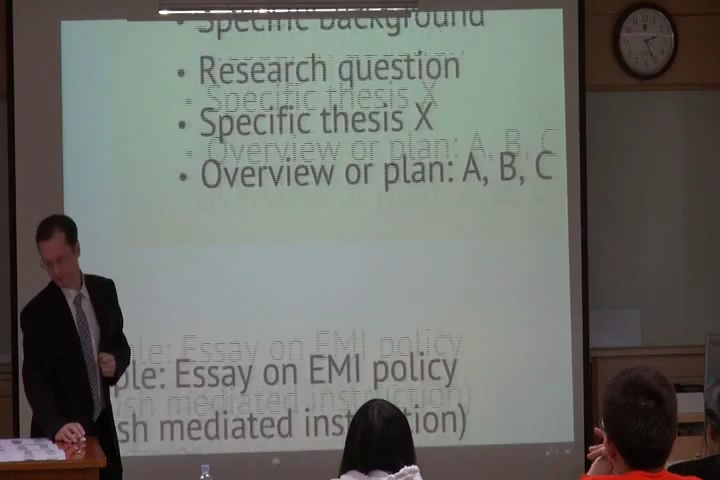 • Specific background
• Research question
• Specific thesis X
• Overview or plan: A, B, C
ple: Essay on EMI policy
sh mediated instruction)